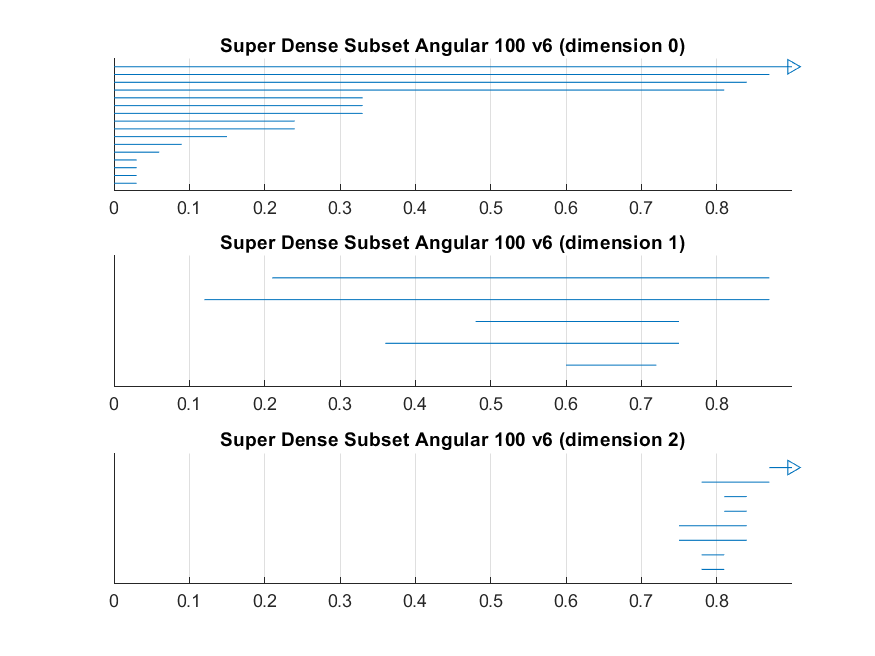 Super Dense Subset Angular 100 v6 (dimension 0)
0 0.1 0.2 0.3 0.4 0.5 0.6 0.7 0.8
Super Dense Subset Angular 100 v6 (dimension 1)
0 0.1 0.2 0.3 0.4 0.5 0.6 0.7 0.8
Super Dense Subset Angular 100 v6 (dimension 2)
0 0.1 0.2 0.3 0.4 0.5 0.6 0.7 0.8